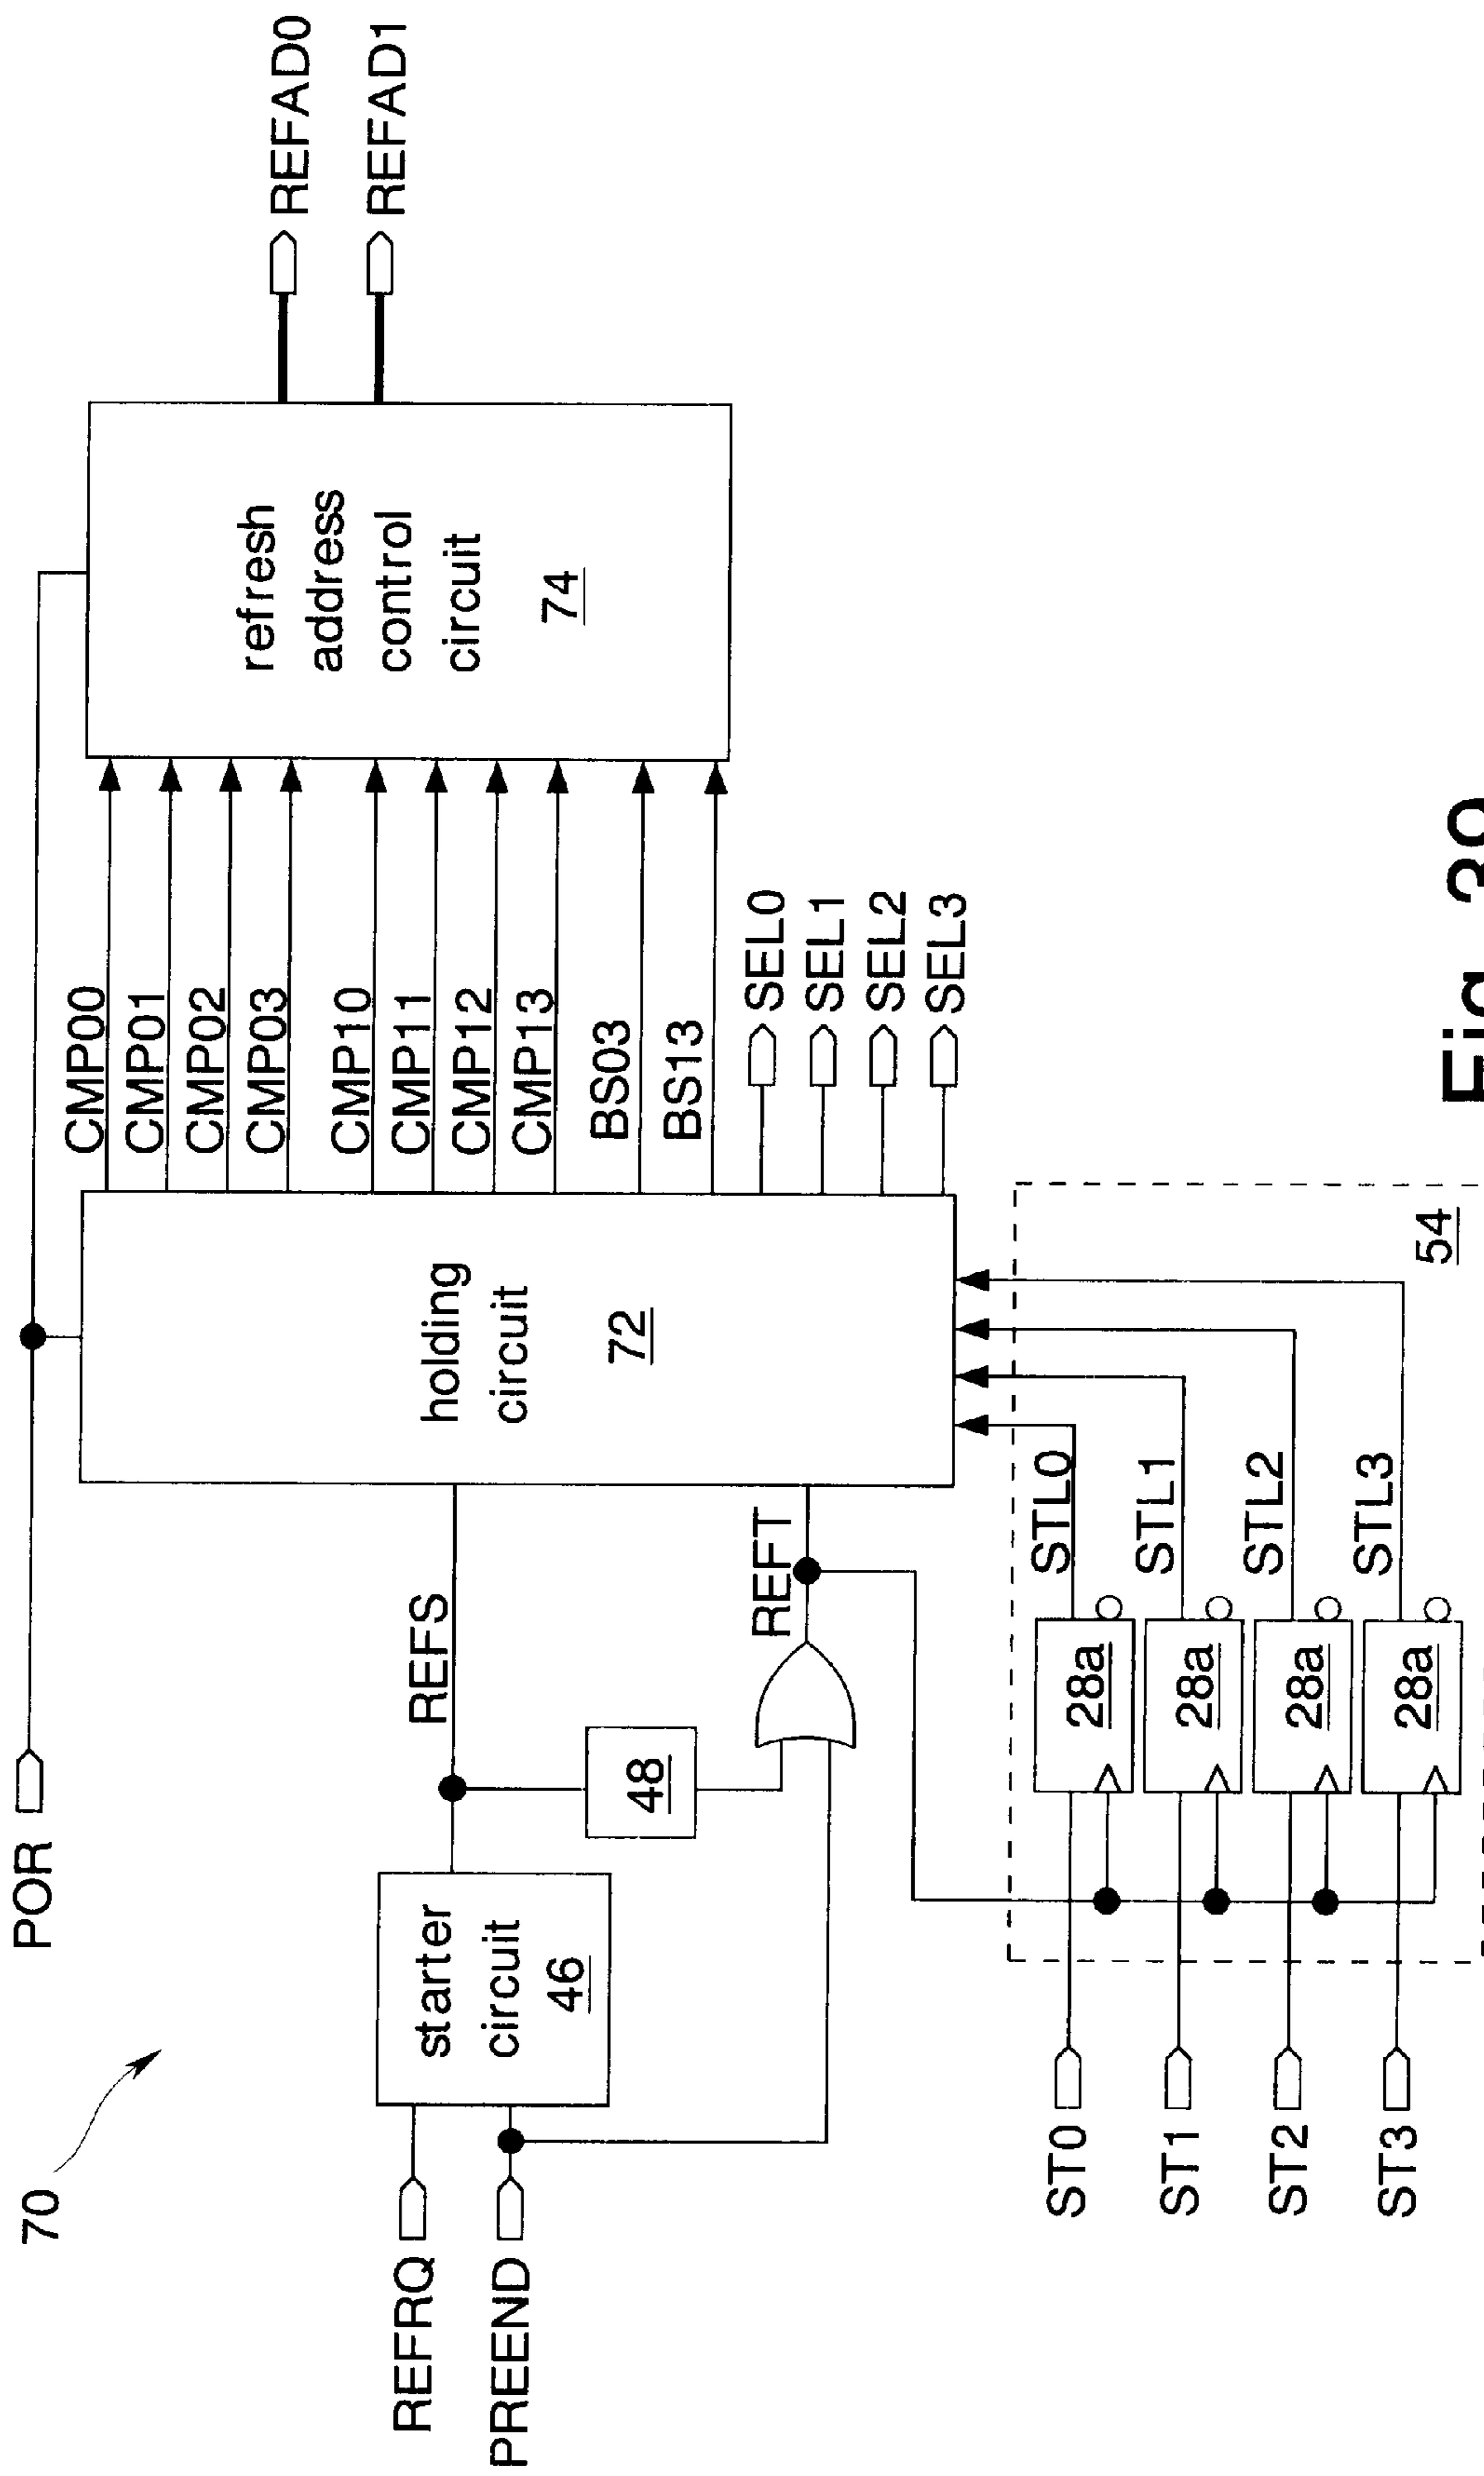 70
POR
REFRQ
PREEND
starter
circuit
46
REFS
48
REFT
holding
circuit
72
CMP00
CMP01
CMP02
CMP03
CMP10
CMP11
CMP12
CMP13
BS03
BS13
SEL0
SEL1
SEL2
SEL3
refresh
address
control
circuit
74
REFAD0
REFAD1
ST0
ST1
ST2
ST3
28a
28a
28a
28a
STL0
STL1
STL2
STL3
54
Fig.